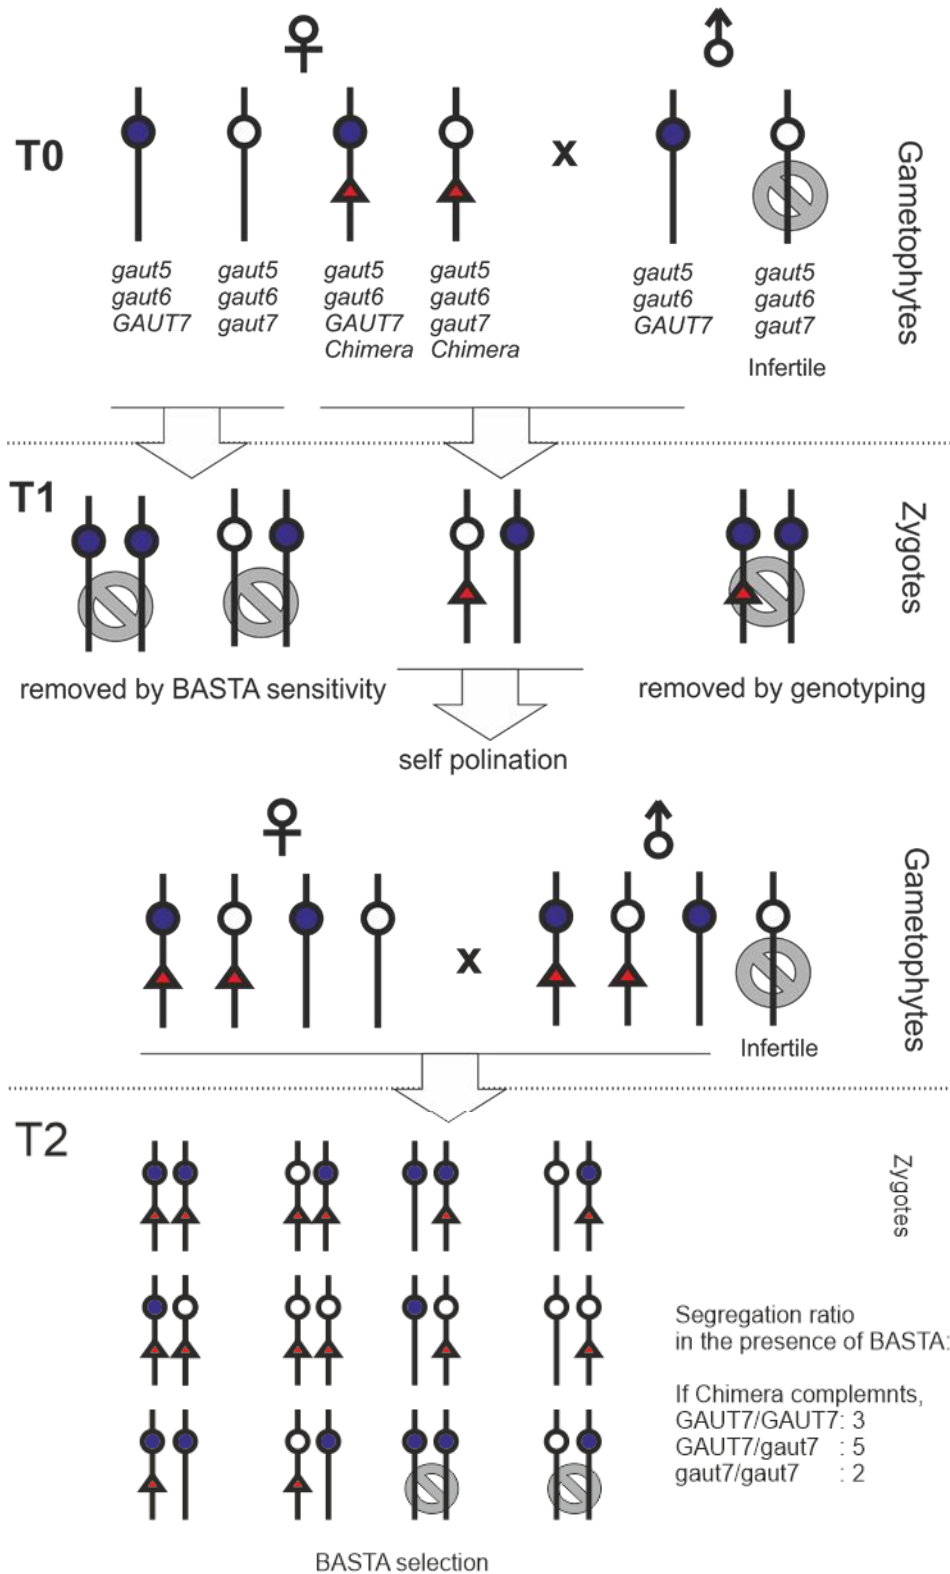 T0
x
Gametophytes
gaut5 gaut5 gaut5 gaut5 gaut5 gaut5
gaut6 gaut6 gaut6 gaut6 gaut6 gaut6
GAUT7 gaut7 GAUT7 gaut7 GAUT7 gaut7
Chimera Chimera
Infertile
T1
Zygotes
removed by BASTA sensitivity
removed by genotyping
self polination
x
Gametophytes
Infertile
T2
Zygotes
Segregation ratio
in the presence of BASTA:
If Chimera complemnts,
GAUT7/GAUT7: 3
GAUT7/gaut7 : 5
gaut7/gaut7 : 2
BASTA selection